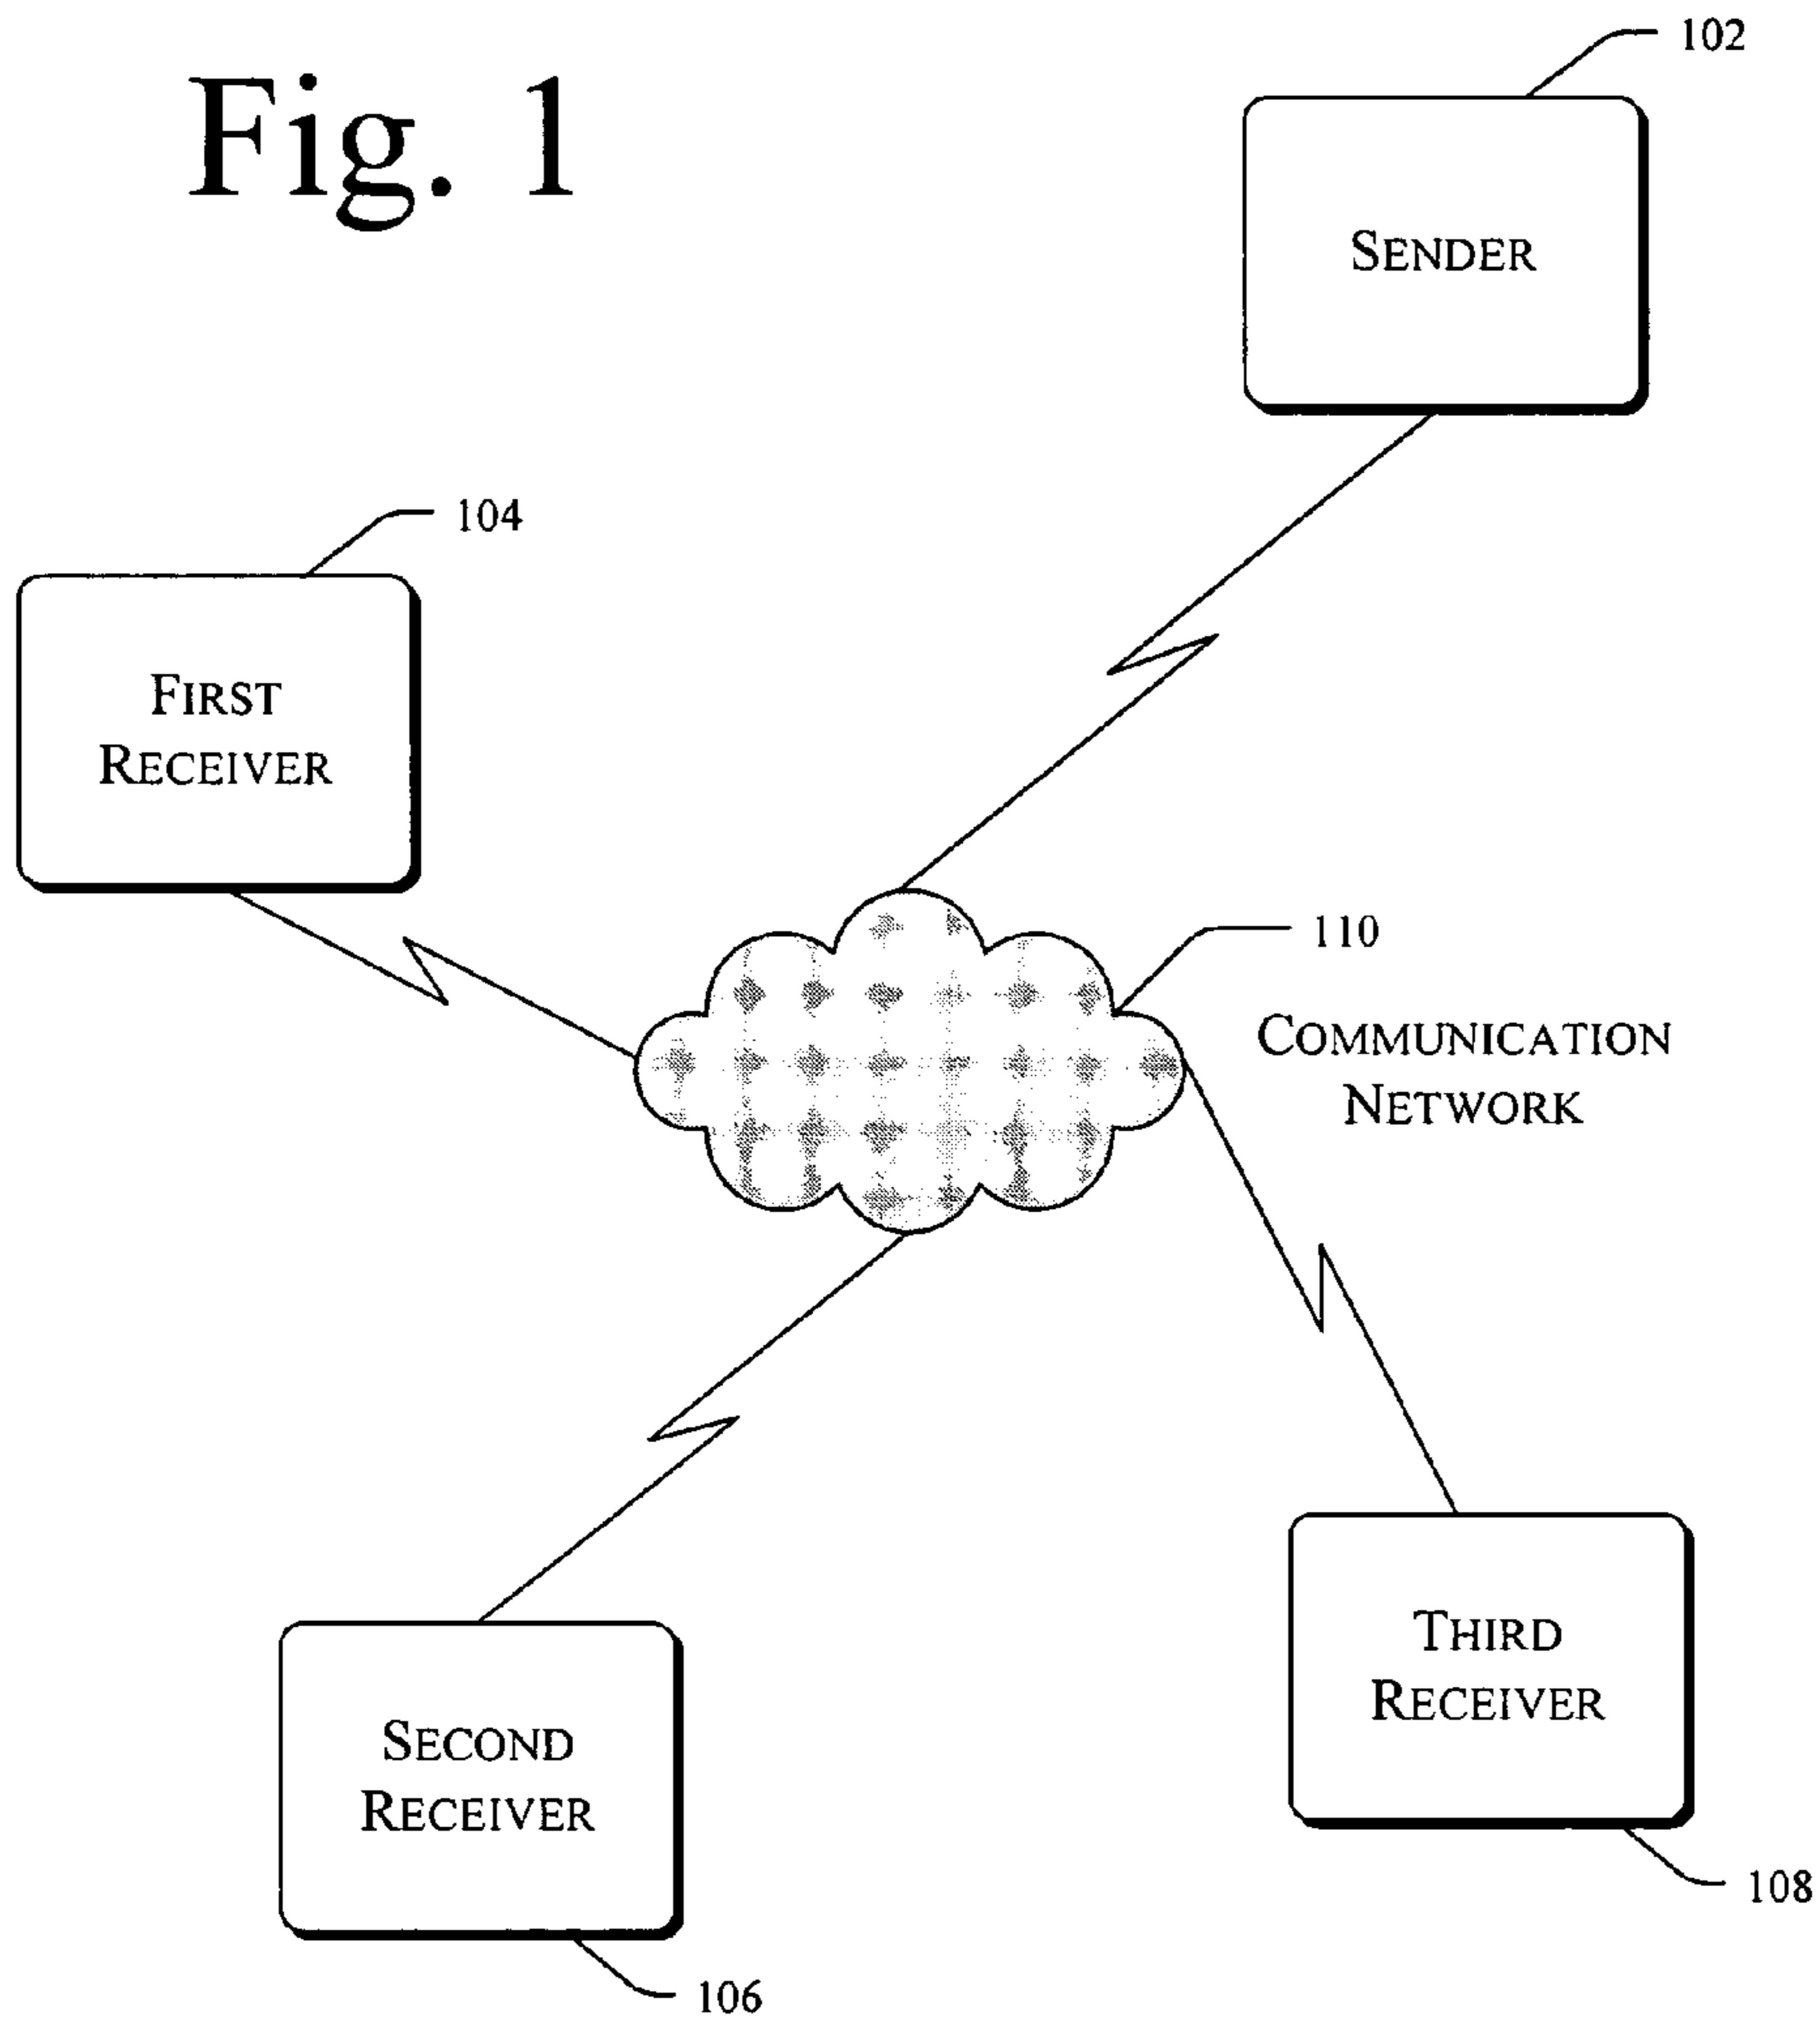 Fig. 1
102
SENDER
104
FIRST
RECEIVER
110
COMMUNICATION
NETWORK
THIRD
RECEIVER
SECOND
RECEIVER
108
106